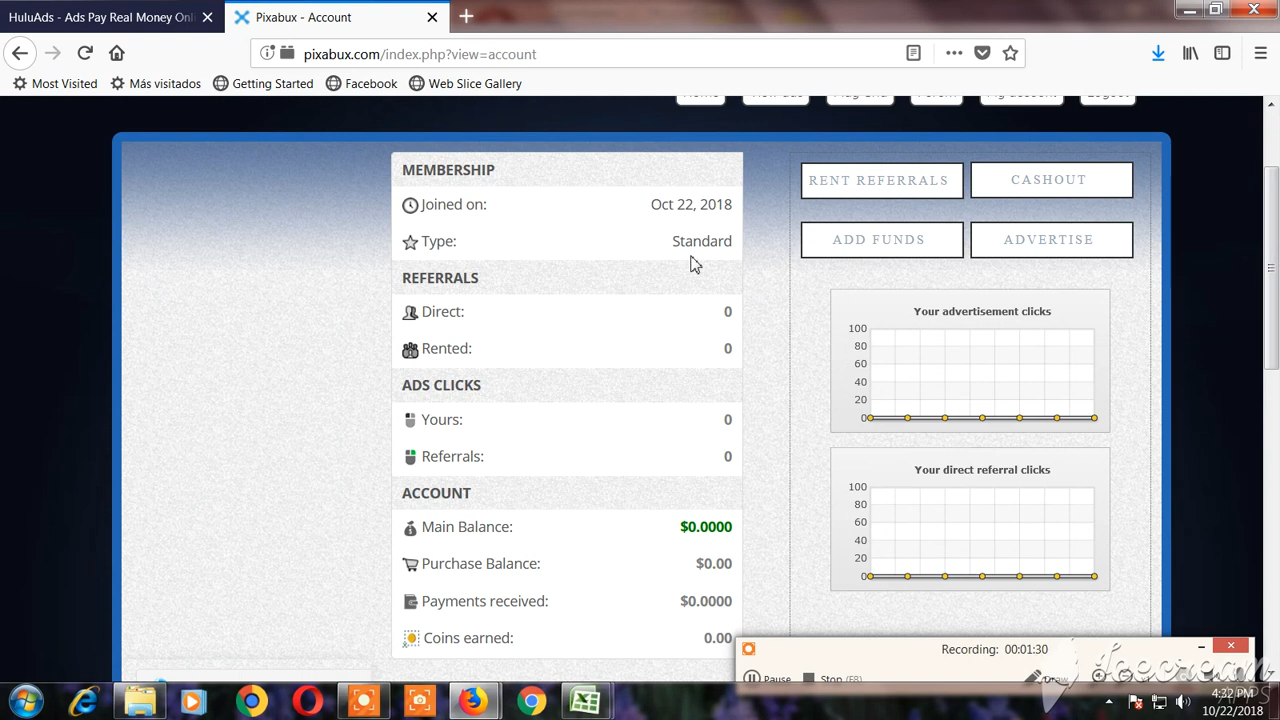 HuluAds - Ads Pay Real Money Onl
Pixabux - Account
pixabux.com/index.php?view=account
Most Visited
Más visitados
Getting Started
Facebook
Web Slice Gallery
MEMBERSHIP
Joined on: Oct 22, 2018
Type: Standard
REFERRALS
Direct: 0
Rented: 0
ADS CLICKS
Yours: 0
Referrals: 0
ACCOUNT
Main Balance: $0.0000
Purchase Balance: $0.00
Payments received: $0.0000
Coins earned: 0.00
RENT REFERRALS
CASHOUT
ADD FUNDS
ADVERTISE
Your advertisement clicks
100
80
60
40
20
0
Your direct referral clicks
100
80
60
40
20
0
Recording: 00:01:30
Pause
Stop (F8)
Draw
icecream
APPS
4:32 PM
10/22/2018